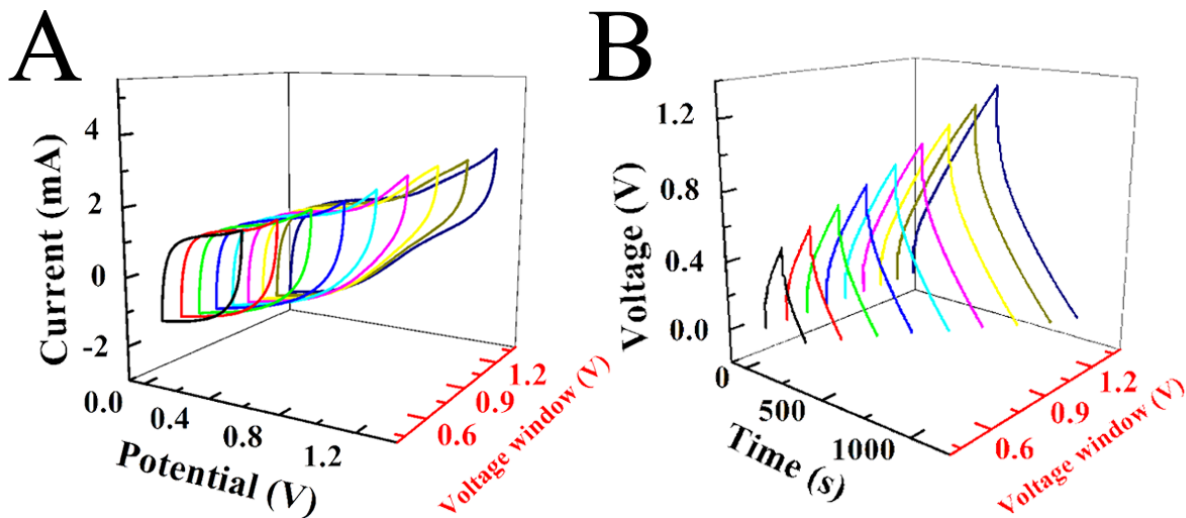 A
Current (mA)
4
2
0
-2
0.0
0.4
0.8
1.2
Potential (V)
0.6
0.9
1.2
Voltage window (V)
B
Voltage (V)
1.2
0.8
0.4
0.0
0
500
1000
Time (s)
0.6
0.9
1.2
Voltage window (V)